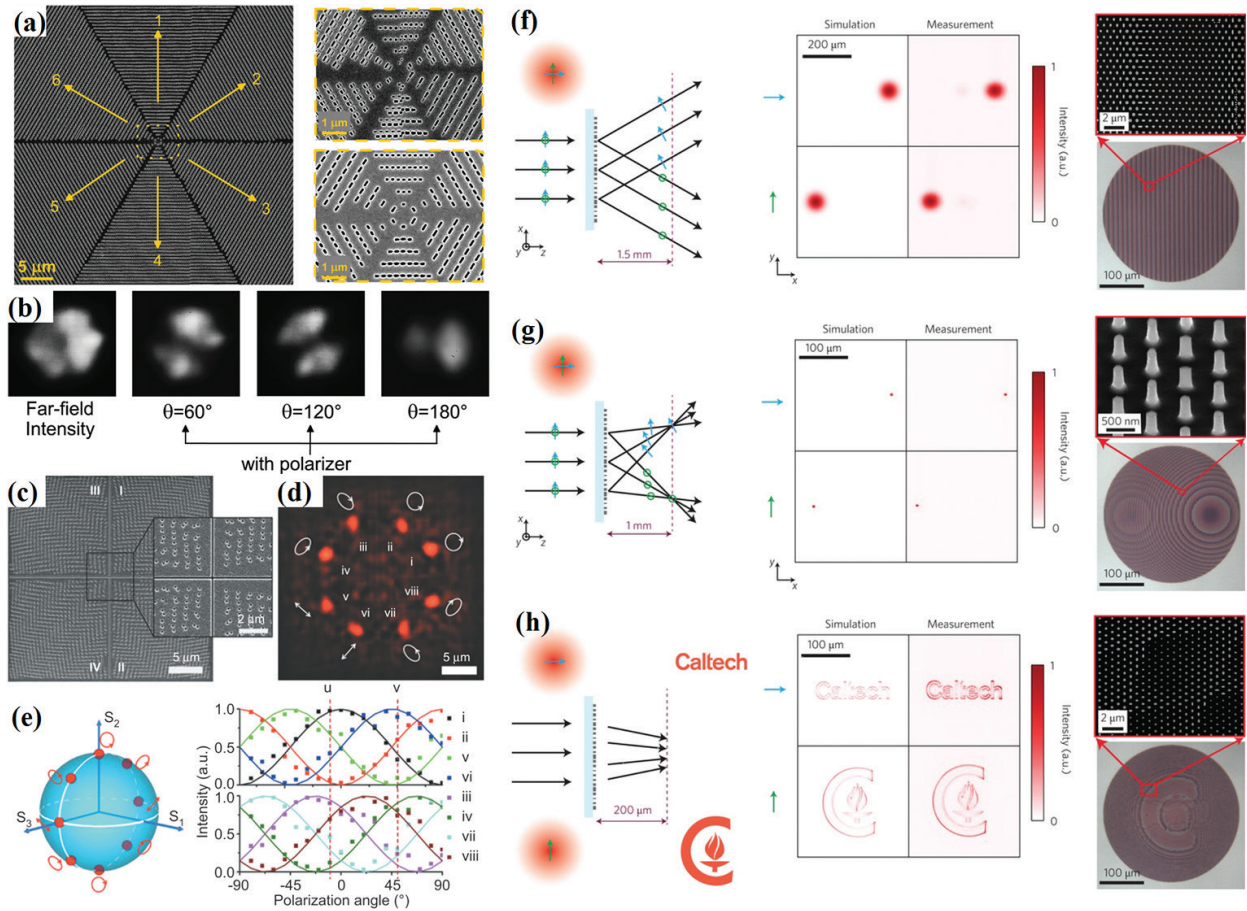 (a)
1
2
3
4
5
6
5 μm
1 μm
1 μm
(b)
Far-field
Intensity
θ=60°
θ=120°
θ=180°
with polarizer
(c)
III
I
IV
II
2 μm
5 μm
(d)
iii
ii
iv
i
v
viii
vi
vii
5 μm
(e)
S2
S3
S1
u
v
1.0
0.5
0.0
1.0
0.5
0.0
Intensity (a.u.)
-90
-45
0
45
90
Polarization angle (°)
i
ii
v
vi
iii
iv
vii
viii
(f)
x
y
z
1.5 mm
Simulation
Measurement
200 μm
y
x
1
0
Intensity (a.u.)
2 μm
100 μm
(g)
x
y
z
1 mm
Simulation
Measurement
100 μm
y
x
1
0
Intensity (a.u.)
500 nm
100 μm
(h)
Caltech
200 μm
C
Simulation
Measurement
100 μm
Caltech
Caltech
C
C
1
0
Intensity (a.u.)
2 μm
100 μm